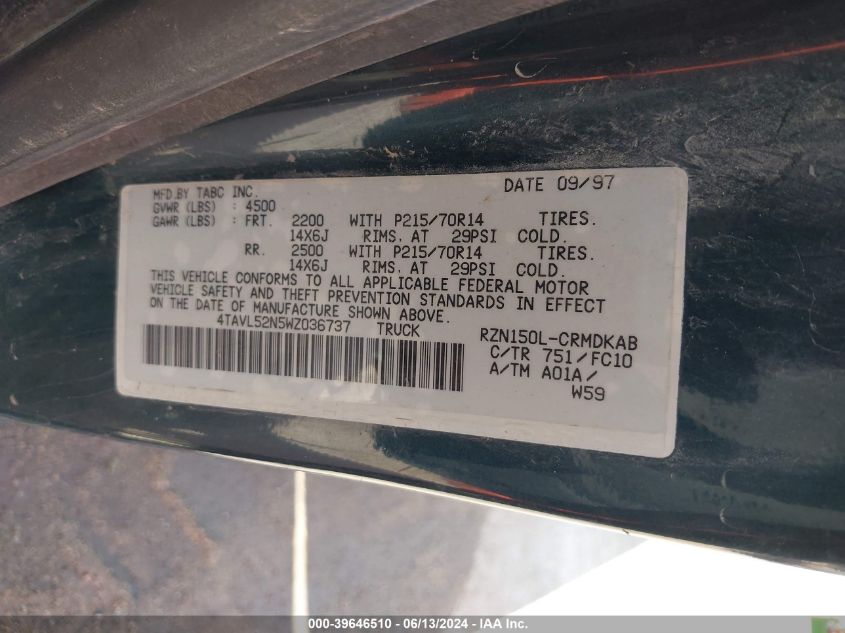 MFD.BY TABC INC. DATE 09/97
GVWR (LBS) : 4500
GAWR (LBS) : FRT. 2200 WITH P215/70R14 TIRES.
14X6J RIMS. AT 29PSI COLD.
RR. 2500 WITH P215/70R14 TIRES.
14X6J RIMS. AT 29PSI COLD.
THIS VEHICLE CONFORMS TO ALL APPLICABLE FEDERAL MOTOR
VEHICLE SAFETY AND THEFT PREVENTION STANDARDS IN EFFECT
ON THE DATE OF MANUFACTURE SHOWN ABOVE.
4TAVL52N5WZ036737 TRUCK RZN150L-CRMDKAB
C/TR 751/FC10
A/TM A01A/
W59
000-39646510 - 06/13/2024 - IAA Inc.